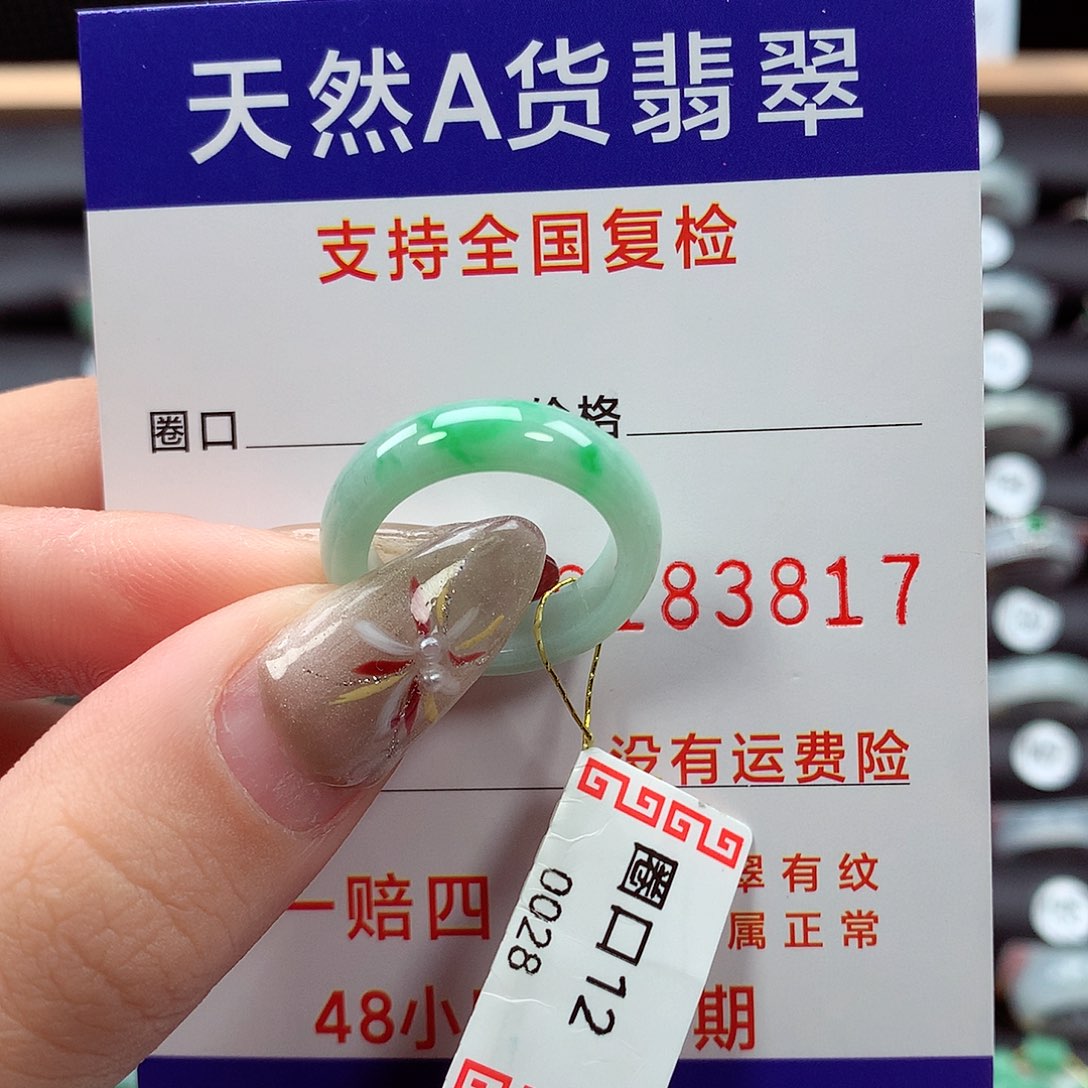 天然A货翡翠
支持全国复检
圈口
价格
183817
没有运费险
一赔四
翠有纹
属正常
48小
期
圈口12
0028